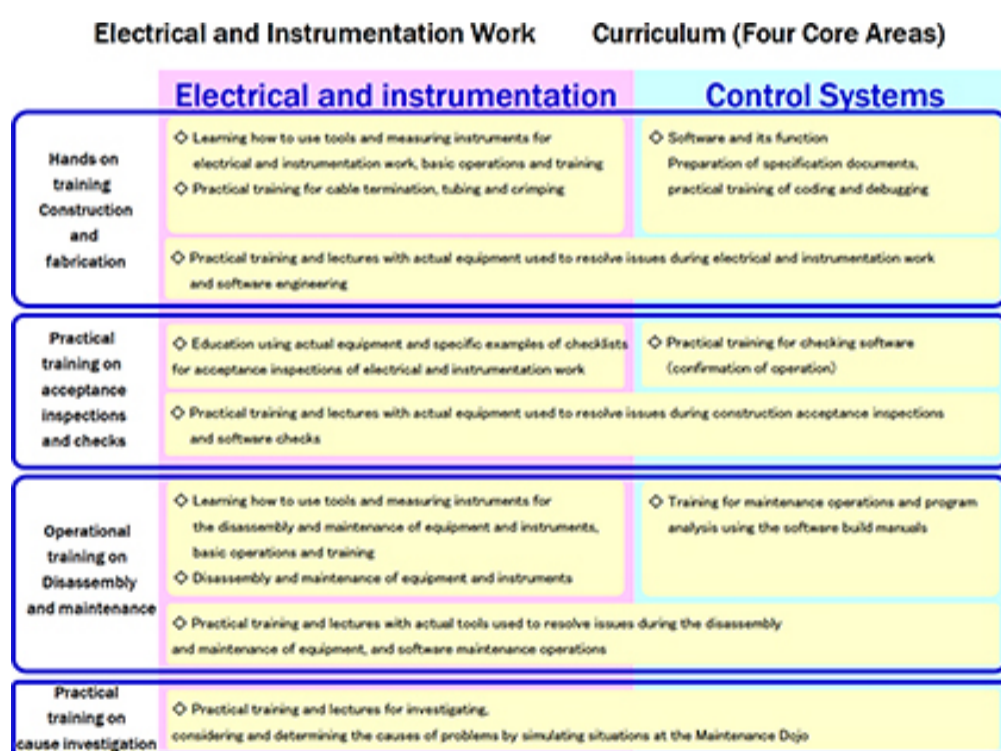 Electrical and Instrumentation Work Curriculum (Four Core Areas)
Electrical and instrumentation
Control Systems
Hands on
training
Construction
and
fabrication
◇ Learning how to use tools and measuring instruments for
electrical and instrumentation work, basic operations and training
◇ Practical training for cable termination, tubing and crimping
◇ Software and its function
Preparation of specification documents,
practical training of coding and debugging
◇ Practical training and lectures with actual equipment used to resolve issues during electrical and instrumentation work
and software engineering
Practical
training on
acceptance
inspections
and checks
◇ Education using actual equipment and specific examples of checklists
for acceptance inspections of electrical and instrumentation work
◇ Practical training for checking software
(confirmation of operation)
◇ Practical training and lectures with actual equipment used to resolve issues during construction acceptance inspections
and software checks
Operational
training on
Disassembly
and maintenance
◇ Learning how to use tools and measuring instruments for
the disassembly and maintenance of equipment and instruments,
basic operations and training
◇ Disassembly and maintenance of equipment and instruments
◇ Training for maintenance operations and program
analysis using the software build manuals
◇ Practical training and lectures with actual tools used to resolve issues during the disassembly
and maintenance of equipment, and software maintenance operations
Practical
training on
cause investigation
◇ Practical training and lectures for investigating,
considering and determining the causes of problems by simulating situations at the Maintenance Dojo